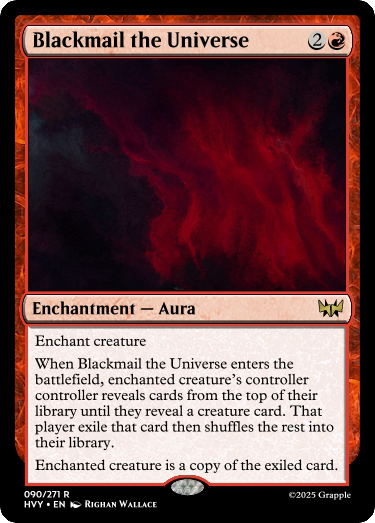 Blackmail the Universe 2
Enchantment — Aura
Enchant creature
When Blackmail the Universe enters the
battlefield, enchanted creature's controller
controller reveals cards from the top of their
library until they reveal a creature card. That
player exile that card then shuffles the rest into
their library.
Enchanted creature is a copy of the exiled card.
090/271 R
HVY • EN Righan Wallace
©2025 Grapple